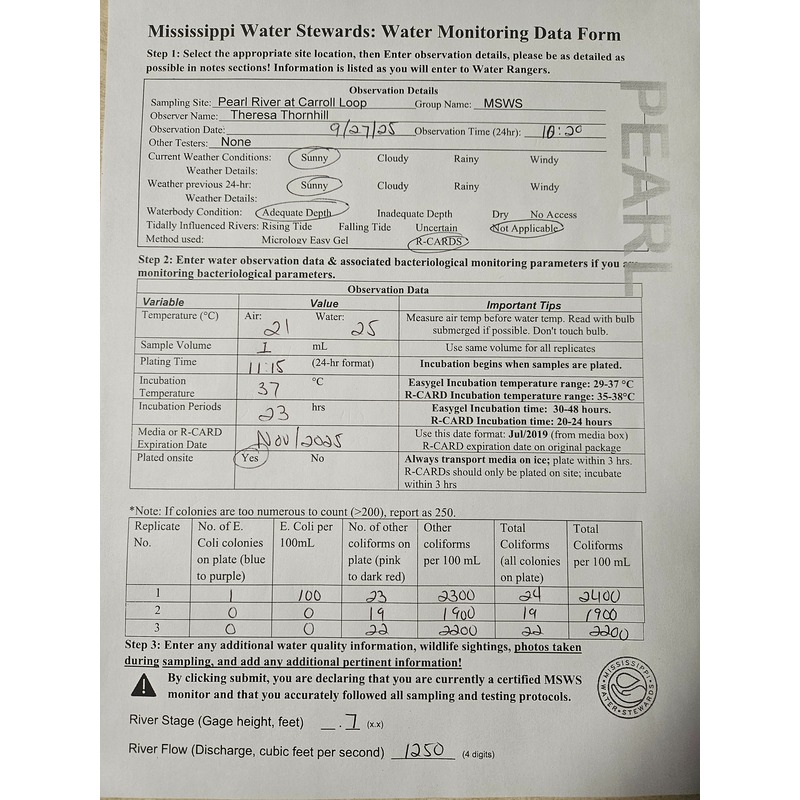 Mississippi Water Stewards: Water Monitoring Data Form
Step 1: Select the appropriate site location, then Enter observation details, please be as detailed as
possible in notes sections! Information is listed as you will enter to Water Rangers.
PEARL
Observation Details
Sampling Site: Pearl River at Carroll Loop Group Name: MSWS
Observer Name: Theresa Thornhill
Observation Date: 9/27/25 Observation Time (24hr): 10:20
Other Testers: None
Current Weather Conditions: Sunny Cloudy Rainy Windy
Weather Details:
Weather previous 24-hr: Sunny Cloudy Rainy Windy
Weather Details:
Waterbody Condition: Adequate Depth Inadequate Depth Dry No Access
Tidally Influenced Rivers: Rising Tide Falling Tide Uncertain Not Applicable
Method used: Micrology Easy Gel R-CARDS
Step 2: Enter water observation data & associated bacteriological monitoring parameters if you
monitoring bacteriological parameters.
Observation Data
Variable Value Important Tips
Temperature (°C) Air: 21 Water: 25 Measure air temp before water temp. Read with bulb
submerged if possible. Don't touch bulb.
Sample Volume 1 mL Use same volume for all replicates
Plating Time 11:15 (24-hr format) Incubation begins when samples are plated.
Incubation Temperature 37 °C Easygel Incubation temperature range: 29-37 °C
R-CARD Incubation temperature range: 35-38°C
Incubation Periods 23 hrs Easygel Incubation time: 30-48 hours.
R-CARD Incubation time: 20-24 hours
Media or R-CARD Expiration Date Nov/2025 Use this date format: Jul/2019 (from media box)
R-CARD expiration date on original package
Plated onsite Yes No Always transport media on ice; plate within 3 hrs.
R-CARDs should only be plated on site; incubate
within 3 hrs
*Note: If colonies are too numerous to count (>200), report as 250.
Replicate No. of E. E. Coli per No. of other Other Total Total
No. Coli colonies 100mL coliforms on coliforms Coliforms Coliforms
on plate (blue plate (pink per 100 mL (all colonies per 100 mL
to purple) to dark red) on plate)
1 1 100 23 2300 24 2400
2 0 0 19 1900 19 1900
3 0 0 22 2200 22 2200
Step 3: Enter any additional water quality information, wildlife sightings, photos taken
during sampling, and add any additional pertinent information!
By clicking submit, you are declaring that you are currently a certified MSWS
monitor and that you accurately followed all sampling and testing protocols.
MISSISSIPPI WATER STEWARDS
River Stage (Gage height, feet) _.7 (x.x)
River Flow (Discharge, cubic feet per second) 1250 (4 digits)